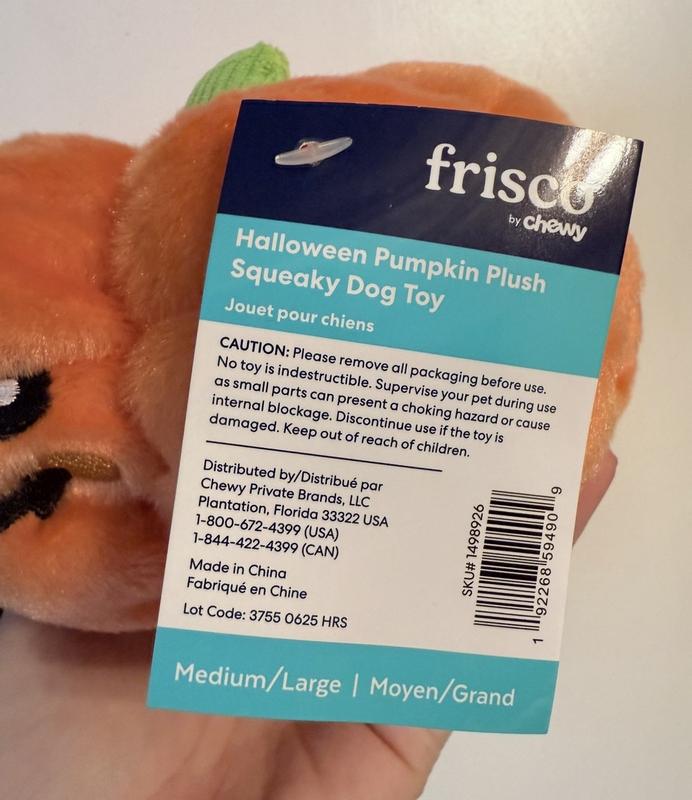 frisco
by chewy
Halloween Pumpkin Plush
Squeaky Dog Toy
Jouet pour chiens
CAUTION: Please remove all packaging before use.
No toy is indestructible. Supervise your pet during use
as small parts can present a choking hazard or cause
internal blockage. Discontinue use if the toy is
damaged. Keep out of reach of children.
Distributed by/Distribué par
Chewy Private Brands, LLC
Plantation, Florida 33322 USA
1-800-672-4399 (USA)
1-844-422-4399 (CAN)
Made in China
Fabriqué en Chine
Lot Code: 3755 0625 HRS
SKU# 1498926
1 92268 59490 9
Medium/Large | Moyen/Grand